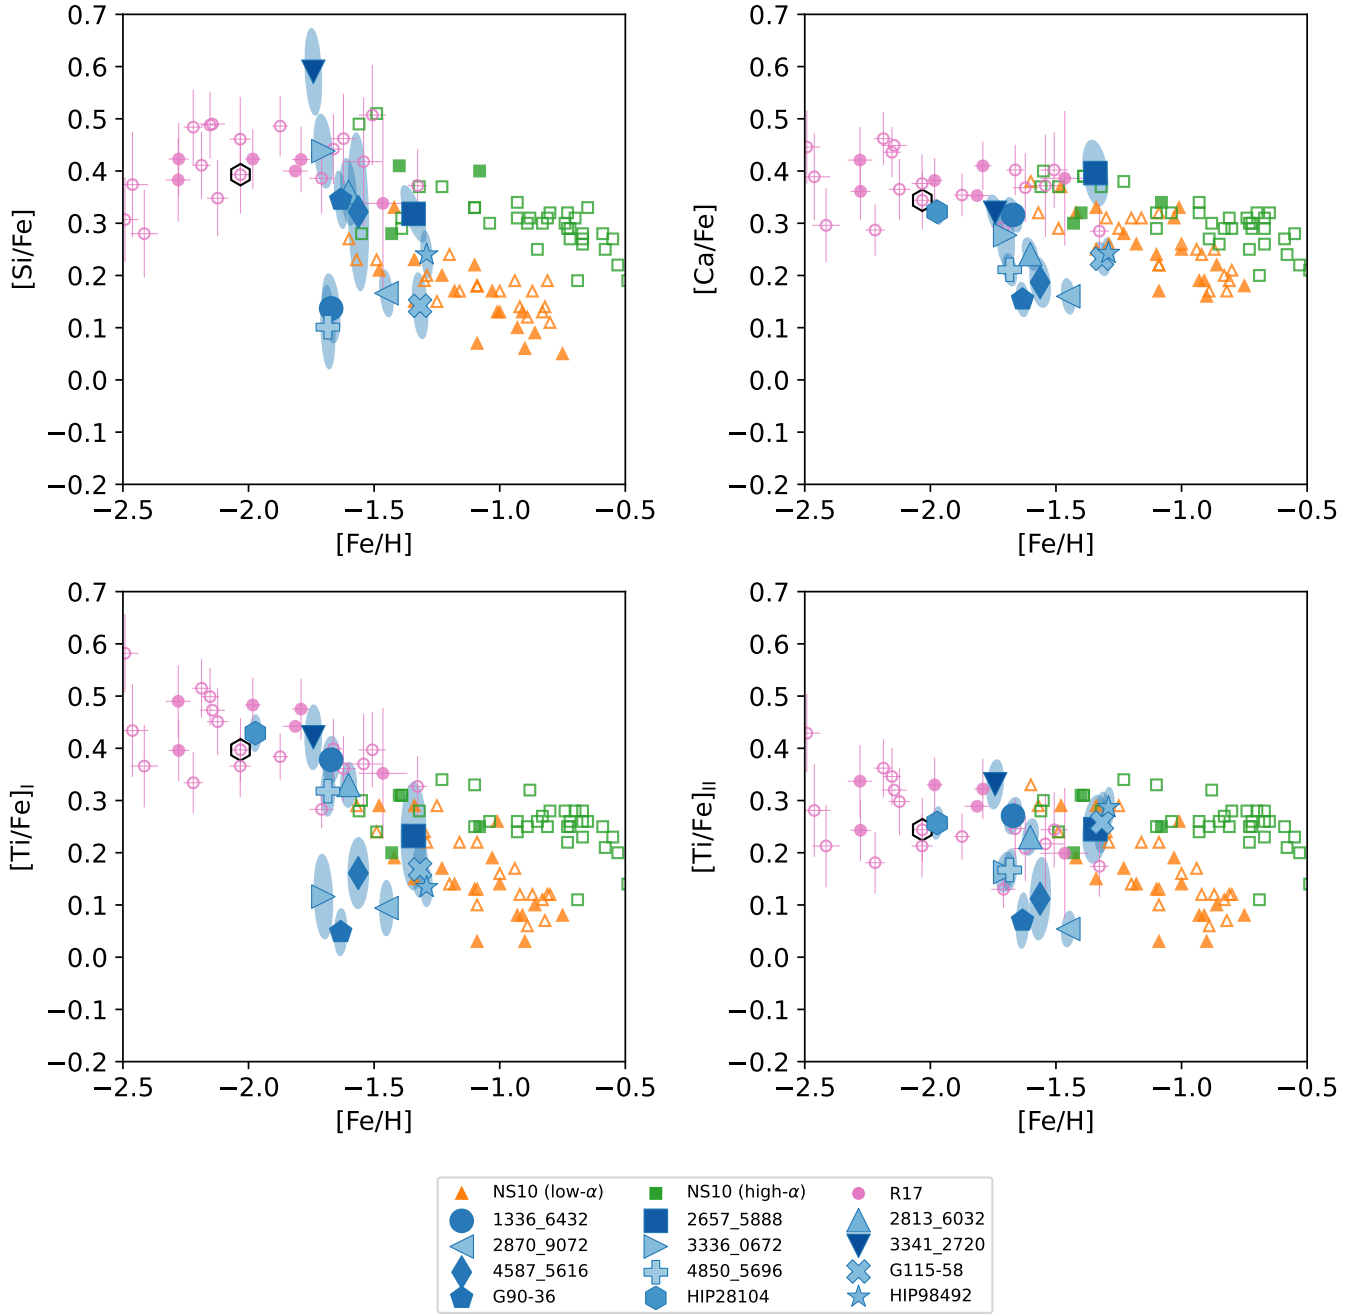 0.7
0.7
0.6
0.6
0.5
0.5
0.4
0.4
0.3
0.3
0.2
0.2
0.1
0.1
0.0
0.0
−0.1
−0.1
−0.2
−0.2
[Si/Fe]
[Ca/Fe]
−2.5 −2.0 −1.5 −1.0 −0.5
−2.5 −2.0 −1.5 −1.0 −0.5
[Fe/H]
[Fe/H]
0.7
0.7
0.6
0.6
0.5
0.5
0.4
0.4
0.3
0.3
0.2
0.2
0.1
0.1
0.0
0.0
−0.1
−0.1
−0.2
−0.2
[Ti/Fe]I
[Ti/Fe]II
−2.5 −2.0 −1.5 −1.0 −0.5
−2.5 −2.0 −1.5 −1.0 −0.5
[Fe/H]
[Fe/H]
NS10 (low-α) NS10 (high-α) R17
1336_6432 2657_5888 2813_6032
2870_9072 3336_0672 3341_2720
4587_5616 4850_5696 G115-58
G90-36 HIP28104 HIP98492